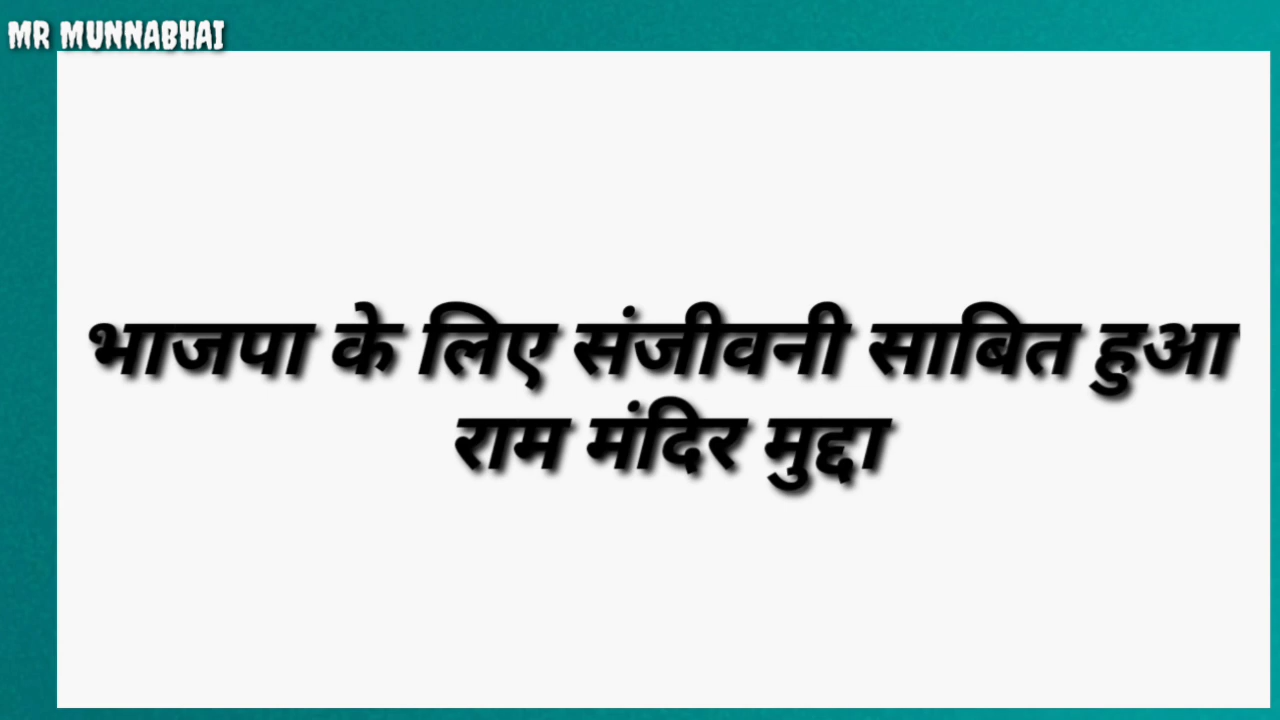 MR MUNNABHAI
भाजपा के लिए संजीवनी साबित हुआ
राम मंदिर मुद्दा